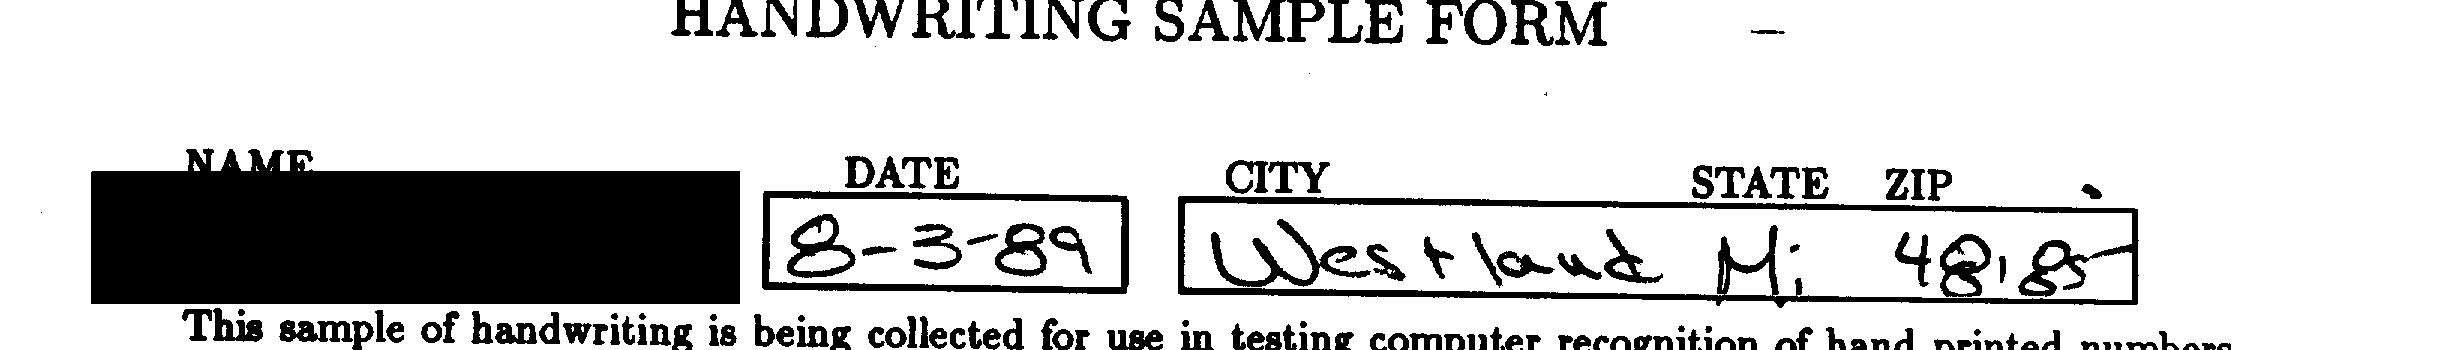 HANDWRITING SAMPLE FORM
NAME DATE CITY STATE ZIP
8-3-89 Westland Mi 48185
This sample of handwriting is being collected for use in testing computer recognition of hand printed numbers